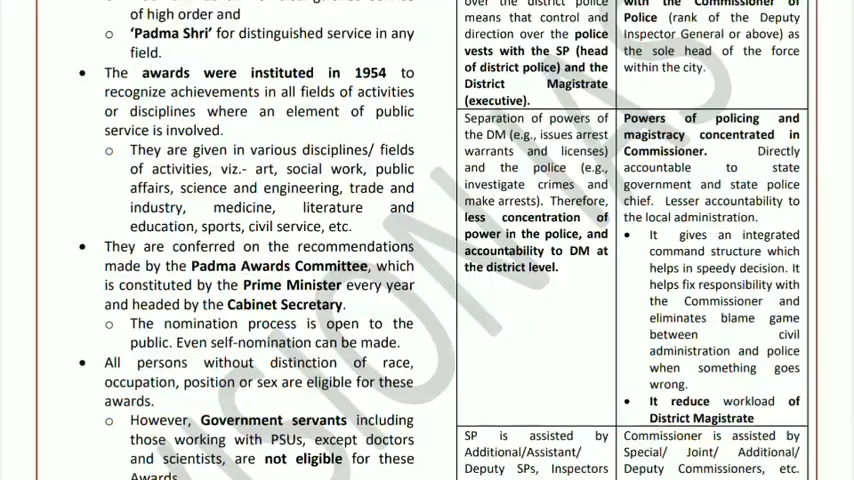 of high order and
o ‘Padma Shri’ for distinguished service in any
field.
• The awards were instituted in 1954 to
recognize achievements in all fields of activities
or disciplines where an element of public
service is involved.
o They are given in various disciplines/ fields
of activities, viz.- art, social work, public
affairs, science and engineering, trade and
industry, medicine, literature and
education, sports, civil service, etc.
• They are conferred on the recommendations
made by the Padma Awards Committee, which
is constituted by the Prime Minister every year
and headed by the Cabinet Secretary.
o The nomination process is open to the
public. Even self-nomination can be made.
• All persons without distinction of race,
occupation, position or sex are eligible for these
awards.
o However, Government servants including
those working with PSUs, except doctors
and scientists, are not eligible for these
Awards.
over the district police
means that control and
direction over the police
vests with the SP (head
of district police) and the
District Magistrate
(executive).
with the Commissioner of
Police (rank of the Deputy
Inspector General or above) as
the sole head of the force
within the city.
Separation of powers of
the DM (e.g., issues arrest
warrants and licenses)
and the police (e.g.,
investigate crimes and
make arrests). Therefore,
less concentration of
power in the police, and
accountability to DM at
the district level.
Powers of policing and
magistracy concentrated in
Commissioner. Directly
accountable to state
government and state police
chief. Lesser accountability to
the local administration.
• It gives an integrated
command structure which
helps in speedy decision. It
helps fix responsibility with
the Commissioner and
eliminates blame game
between civil
administration and police
when something goes
wrong.
• It reduce workload of
District Magistrate
SP is assisted by
Additional/Assistant/
Deputy SPs, Inspectors
Commissioner is assisted by
Special/ Joint/ Additional/
Deputy Commissioners, etc.
VISION IAS